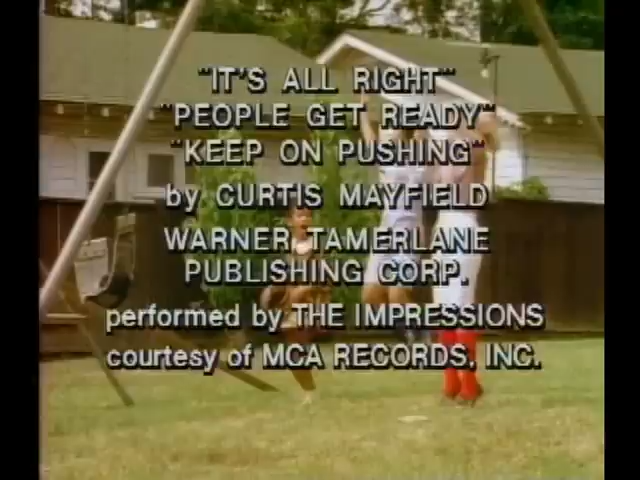 "IT'S ALL RIGHT"
"PEOPLE GET READY"
"KEEP ON PUSHING"
by CURTIS MAYFIELD
WARNER TAMERLANE
PUBLISHING CORP.
performed by THE IMPRESSIONS
courtesy of MCA RECORDS, INC.